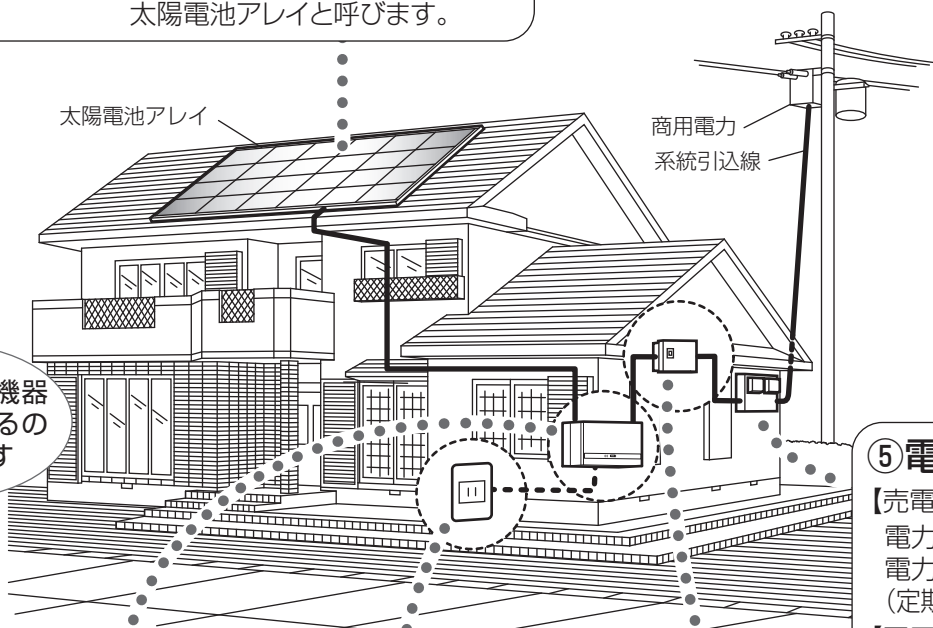 太陽電池アレイと呼びます。
太陽電池アレイ
商用電力
系統引込線
機器
るの
す
⑤電
【売電
電力
電力
（定期